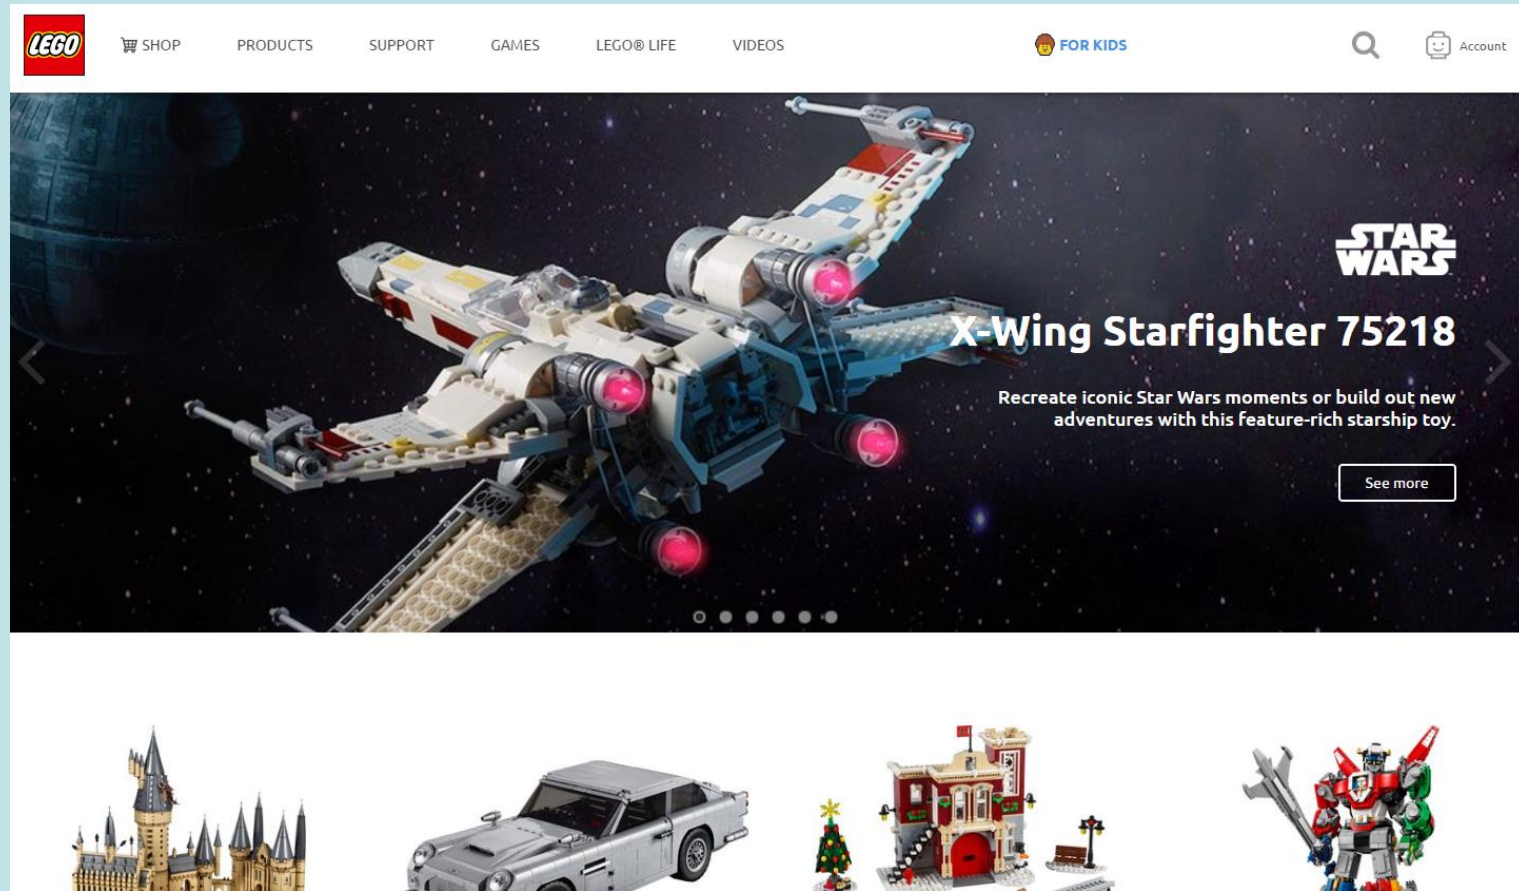 LEGO
SHOP
PRODUCTS
SUPPORT
GAMES
LEGO® LIFE
VIDEOS
FOR KIDS
Account
STAR
WARS
X-Wing Starfighter 75218
Recreate iconic Star Wars moments or build out new
adventures with this feature-rich starship toy.
See more